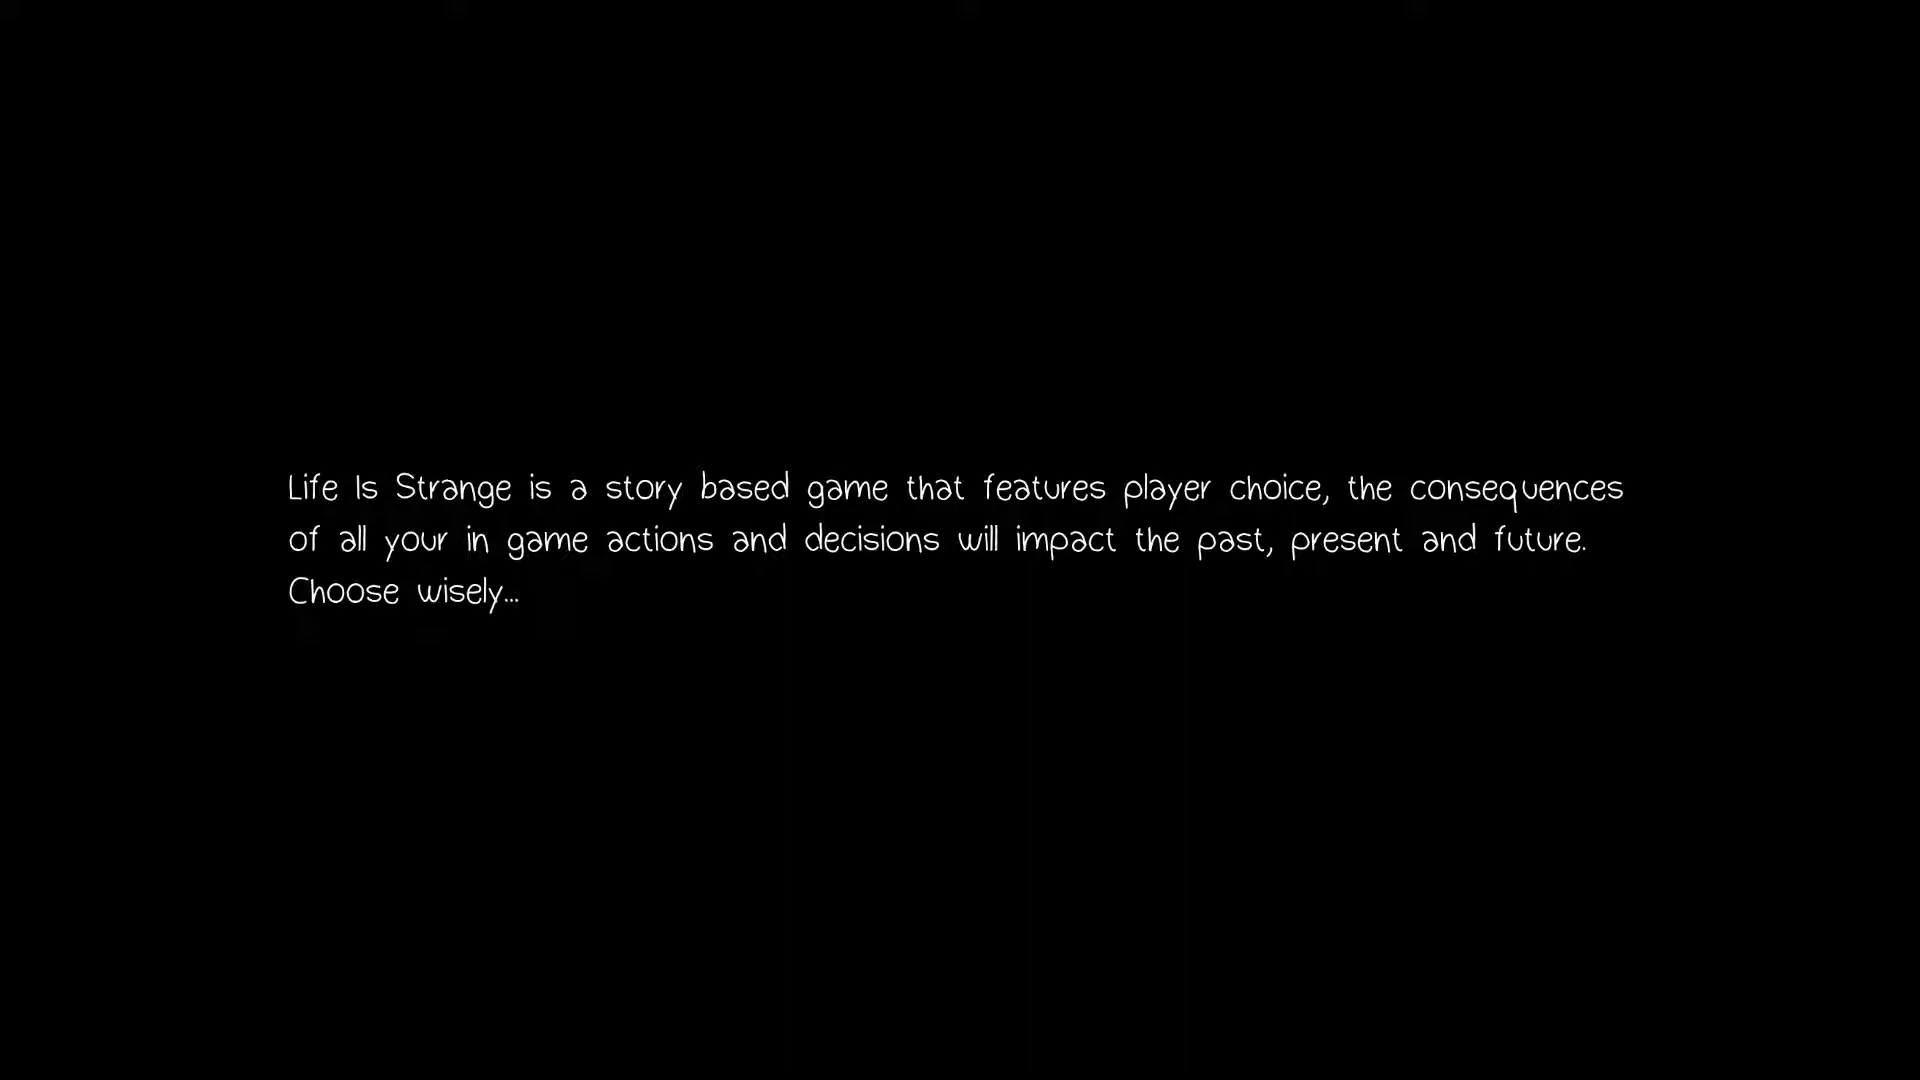 Life Is Strange is a story based game that features player choice, the consequences
of all your in game actions and decisions will impact the past, present and future.
Choose wisely...